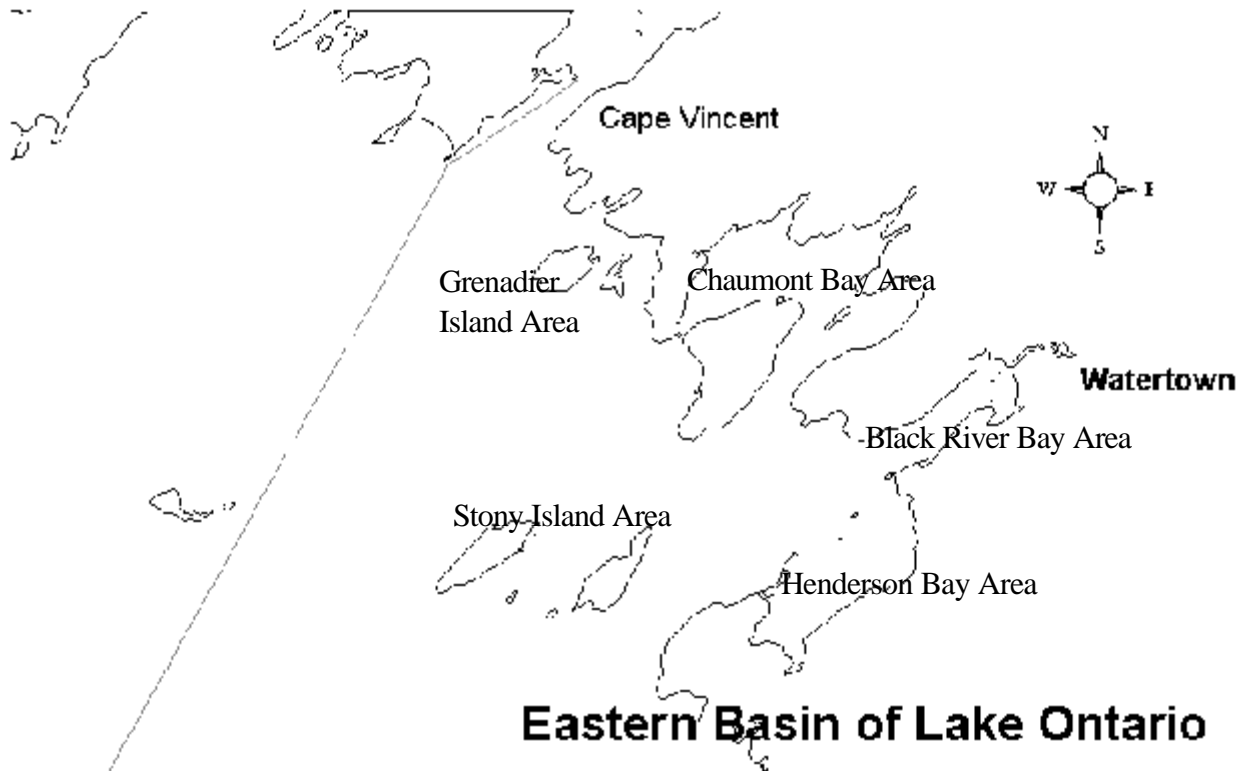 Cape Vincent
N
W E
S
Grenadier
Island Area
Chaumont Bay Area
Watertown
Black River Bay Area
Stony Island Area
Henderson Bay Area
Eastern Basin of Lake Ontario